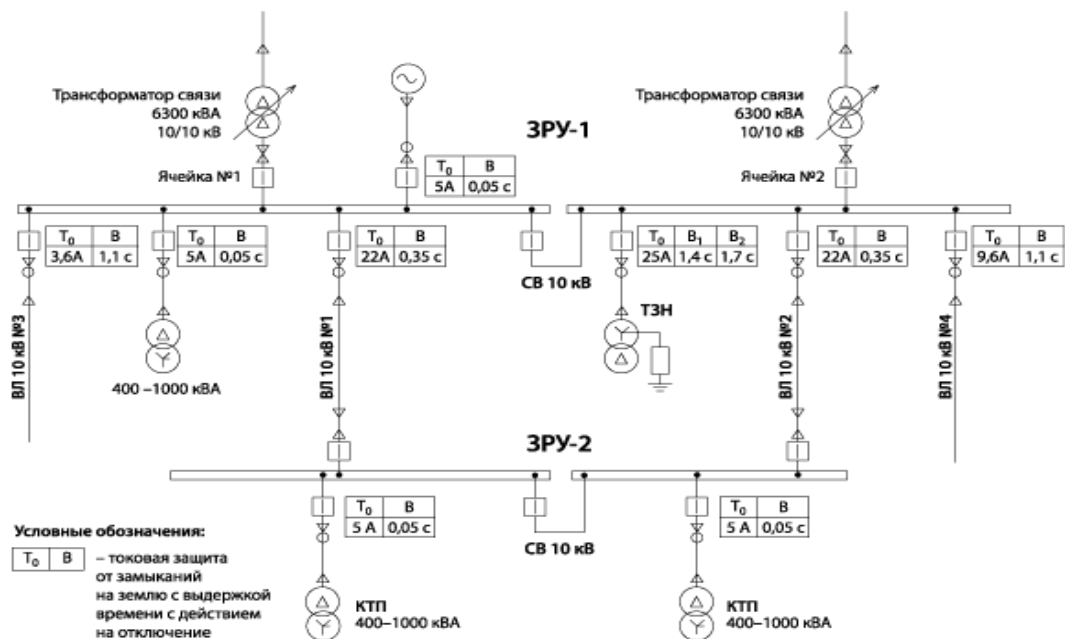 Трансформатор связи
6300 кВА
10/10 кВ
Ячейка №1
ЗРУ-1
Трансформатор связи
6300 кВА
10/10 кВ
Ячейка №2
T₀ В
5А 0,05 с
T₀ В
3,6А 1,1 с
T₀ В
5А 0,05 с
T₀ В
22А 0,35 с
СВ 10 кВ
T₀ В₁ В₂
25А 1,4 с 1,7 с
T₀ В
22А 0,35 с
T₀ В
9,6А 1,1 с
ВЛ 10 кВ №3
400 –1000 кВА
ВЛ 10 кВ №1
ТЗН
ВЛ 10 кВ №2
ВЛ 10 кВ №4
ЗРУ-2
T₀ В
5 А 0,05 с
СВ 10 кВ
T₀ В
5 А 0,05 с
КТП
400–1000 кВА
КТП
400–1000 кВА
Условные обозначения:
T₀ В – токовая защита
от замыканий
на землю с выдержкой
времени с действием
на отключение